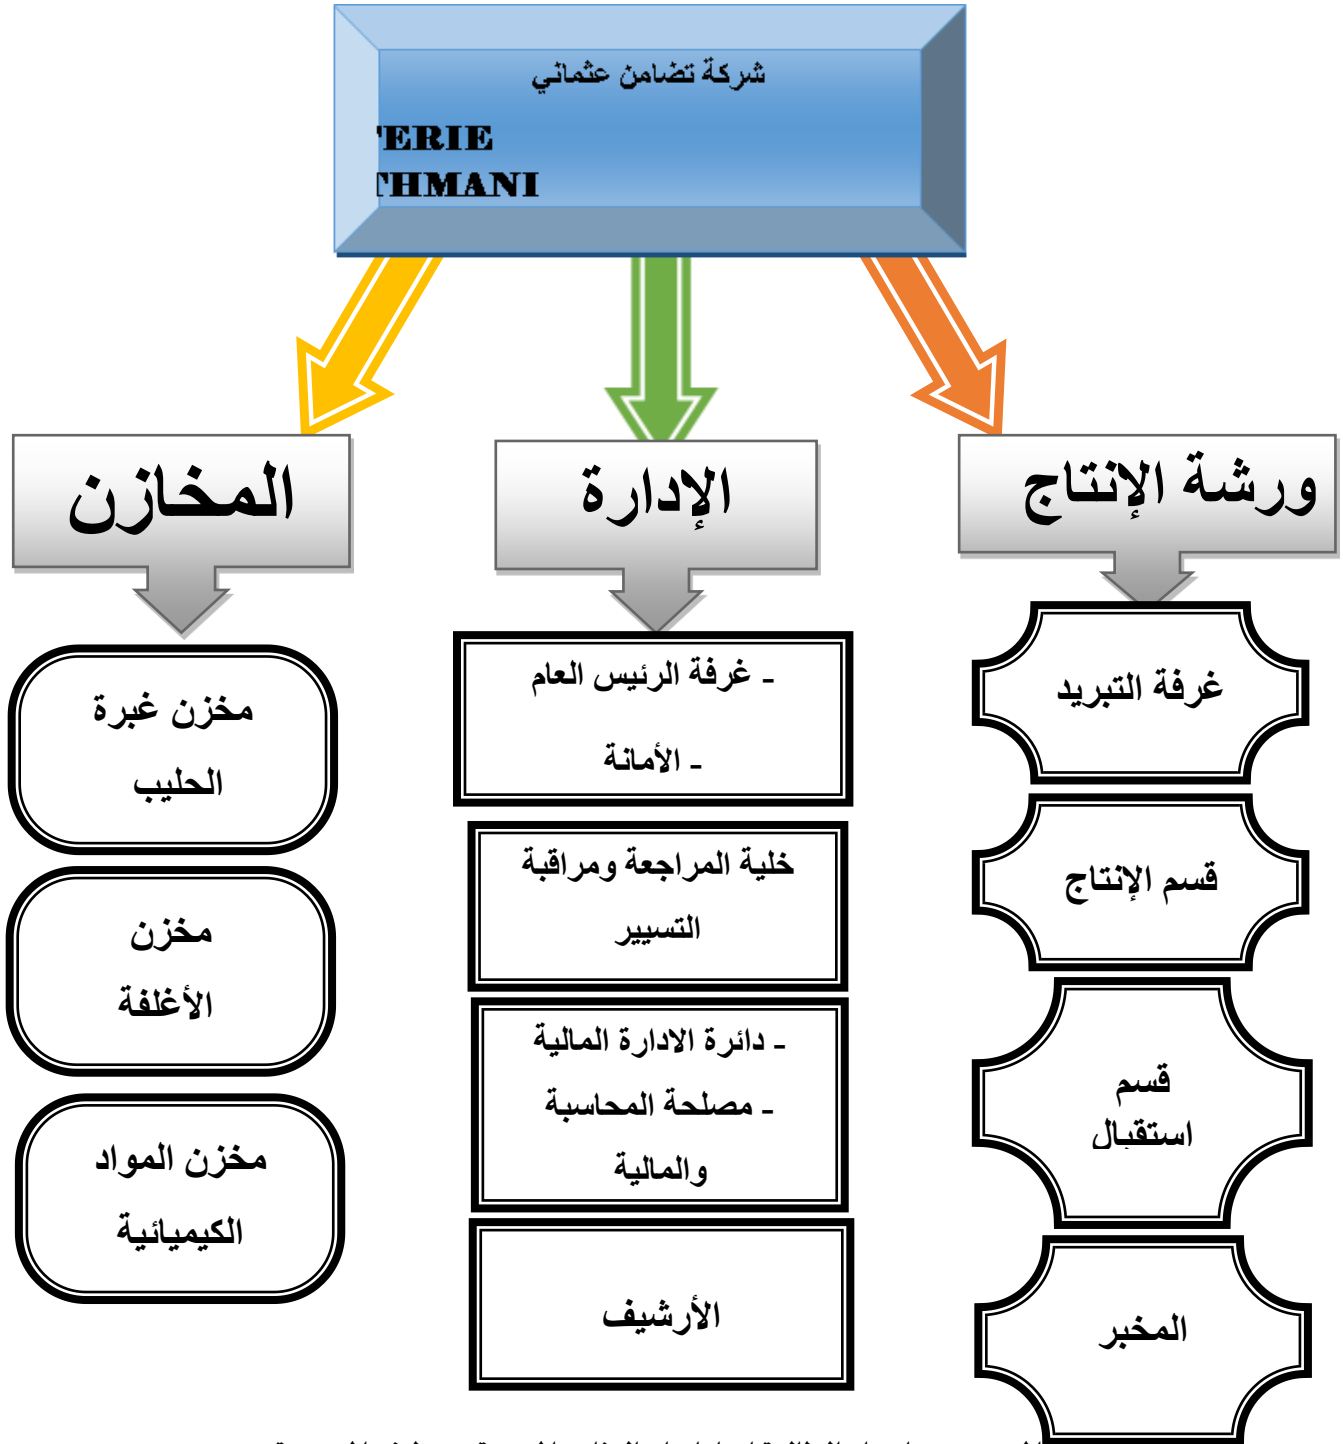 شركة تضامن عثماني
ERIE
THMANI
ورشة الإنتاج
الإدارة
المخازن
غرفة التبريد
قسم الإنتاج
قسم
استقبال
المخبر
- غرفة الرئيس العام
- الأمانة
خلية المراجعة ومراقبة
التسيير
- دائرة الادارة المالية
- مصلحة المحاسبة
والمالية
الأرشيف
مخزن غبرة
الحليب
مخزن
الأغلفة
مخزن المواد
الكيميائية